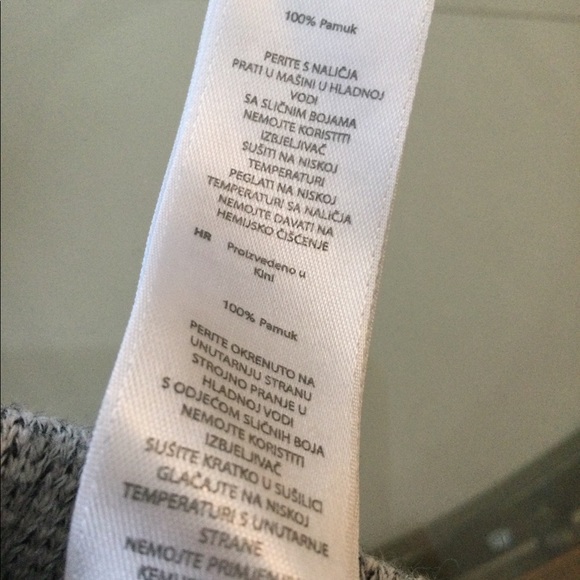 100% Pamuk
PERITE S NALIČJA
PRATI U MAŠINI U HLADNOJ
VODI
SA SLIČNIM BOJAMA
NEMOJTE KORISTITI
IZBJELJIVAČ
SUŠITI NA NISKOJ
TEMPERATURI
PEGLATI NA NISKOJ
TEMPERATURI SA NALIČJA
NEMOJTE DAVATI NA
HEMIJSKO ČIŠĆENJE
HR Proizvedeno u
Kini
100% Pamuk
PERITE OKRENUTO NA
UNUTARNJU STRANU
STROJNO PRANJE U
HLADNOJ VODI
S ODJEĆOM SLIČNIH BOJA
NEMOJTE KORISTITI
IZBJELJIVAČ
SUŠITE KRATKO U SUŠILICI
GLAČAJTE NA NISKOJ
TEMPERATURI S UNUTARNJE
STRANE
NEMOJTE